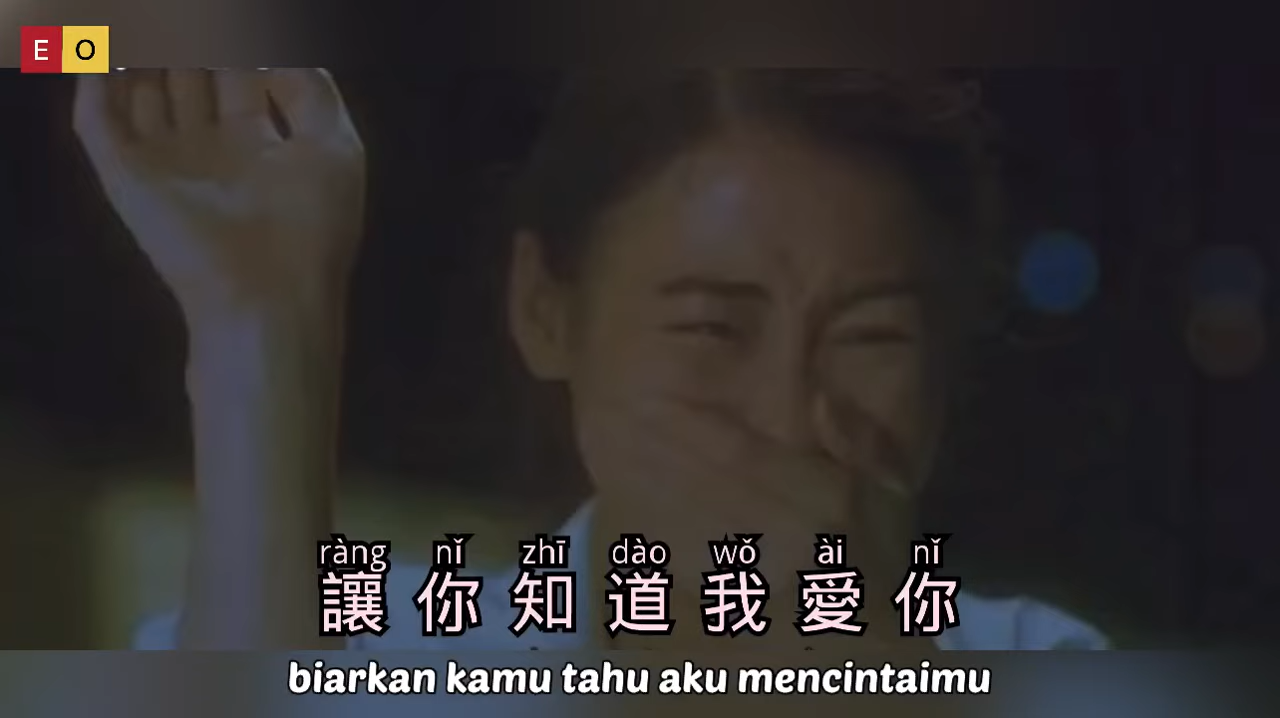 E O
ràng nǐ zhī dào wǒ ài nǐ
讓你知道我愛你
biarkan kamu tahu aku mencintaimu